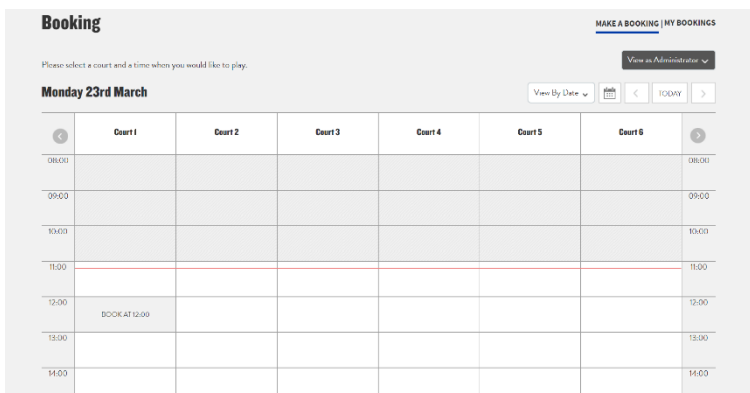 Booking
MAKE A BOOKING | MY BOOKINGS
Please select a court and a time when you would like to play.
View as Administrator
Monday 23rd March
View By Date
TODAY
Court 1 Court 2 Court 3 Court 4 Court 5 Court 6
08:00 08:00
09:00 09:00
10:00 10:00
11:00 11:00
12:00 12:00
BOOK AT 12:00
13:00 13:00
14:00 14:00